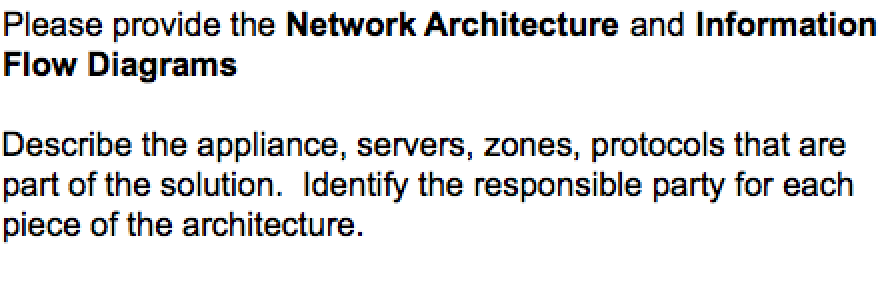 Please provide the Network Architecture and Information
Flow Diagrams
Describe the appliance, servers, zones, protocols that are
part of the solution.  Identify the responsible party for each
piece of the architecture.